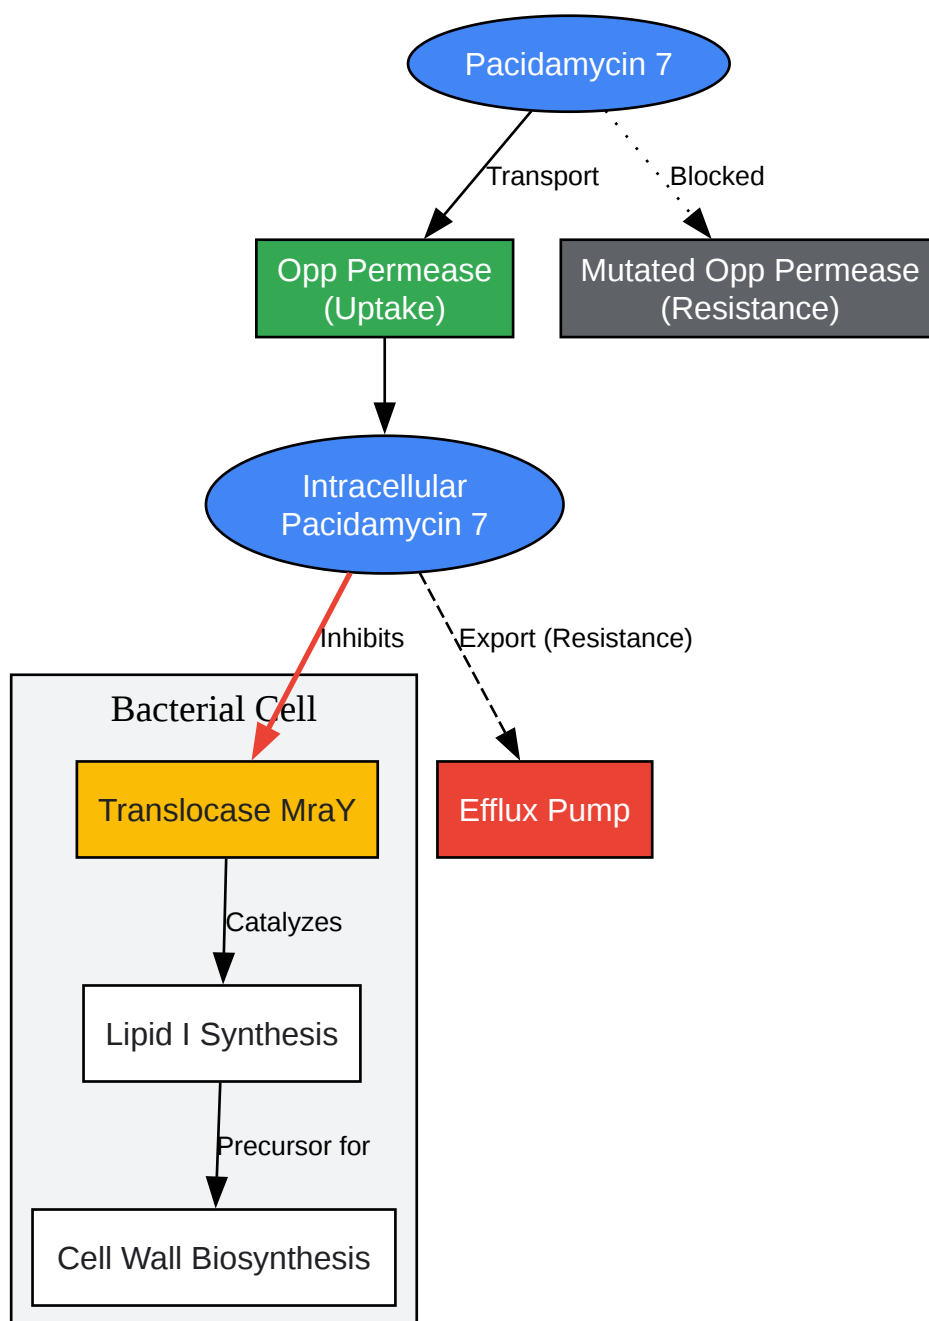 Pacidamycin 7
Transport
Blocked
Opp Permease
(Uptake)
Mutated Opp Permease
(Resistance)
Intracellular
Pacidamycin 7
Inhibits
Export (Resistance)
Bacterial Cell
Translocase MraY
Efflux Pump
Catalyzes
Lipid I Synthesis
Precursor for
Cell Wall Biosynthesis